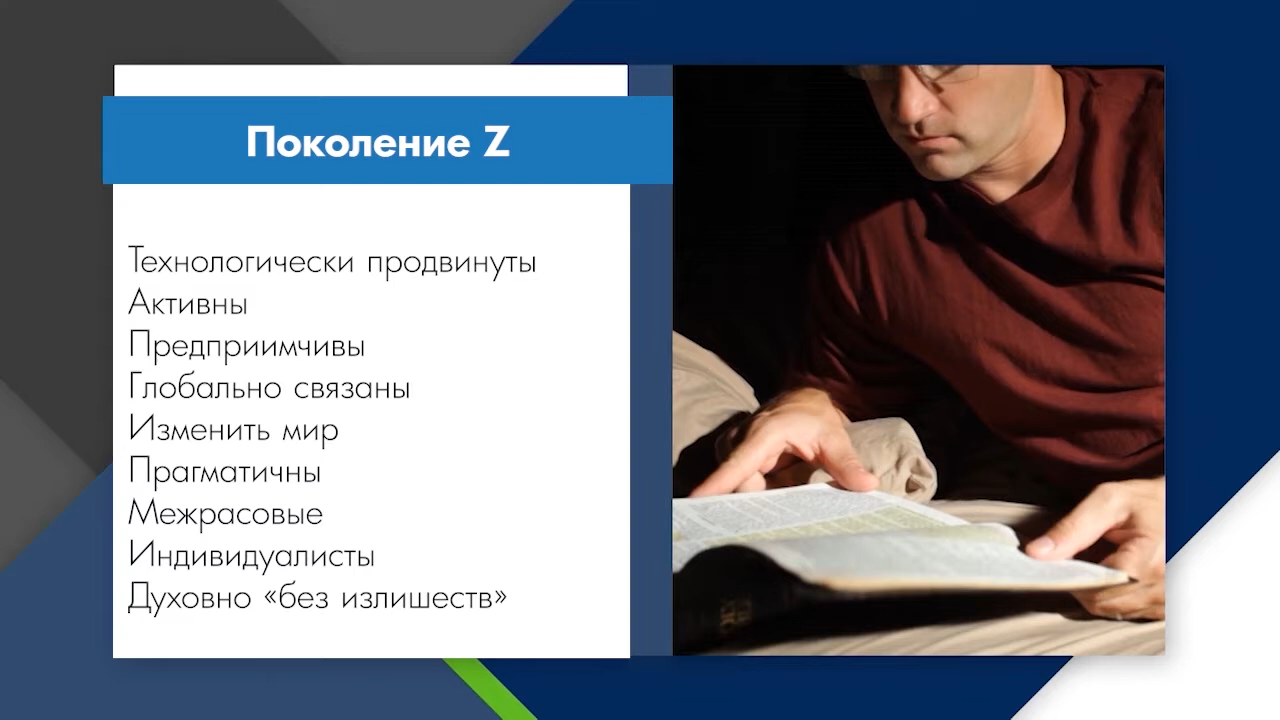 Поколение Z
Технологически продвинуты
Активны
Предприимчивы
Глобально связаны
Изменить мир
Прагматичны
Межрасовые
Индивидуалисты
Духовно «без излишеств»